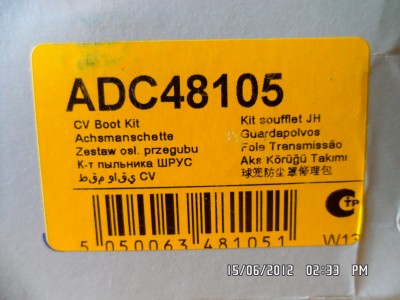 ADC48105
CV Boot Kit
Achsmanschette
Zestaw osł. przegubu
К-т пыльника ШРУС
طقم واقي CV
Kit soufflet JH
Guardapolvos
Fole Transmissão
Aks Körüğü Takımı
球笼防尘罩修理包
5 050063 481051
W13
15/06/2012 02:33 PM